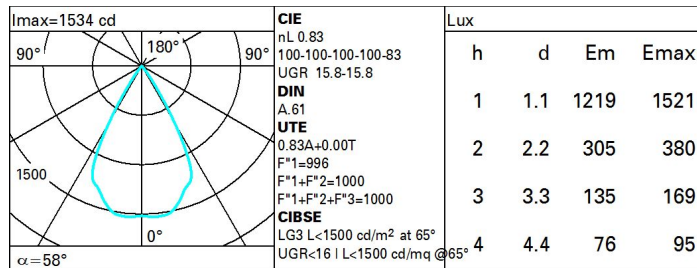 Imax=1534 cd
90°
180°
90°
1500
0°
α=58°
CIE
nL 0.83
100-100-100-100-83
UGR 15.8-15.8
DIN
A.61
UTE
0.83A+0.00T
F"1=996
F"1+F"2=1000
F"1+F"2+F"3=1000
CIBSE
LG3 L<1500 cd/m² at 65°
UGR<16 | L<1500 cd/mq @65°
Lux
h d Em Emax
1 1.1 1219 1521
2 2.2 305 380
3 3.3 135 169
4 4.4 76 95